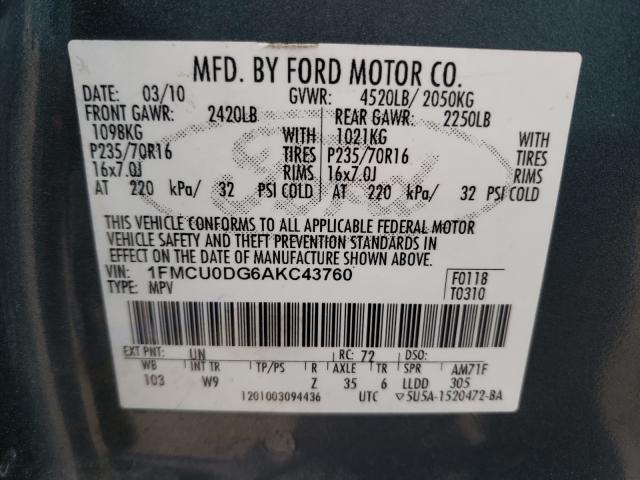 MFD. BY FORD MOTOR CO.
DATE: 03/10 GVWR: 4520LB/ 2050KG
FRONT GAWR: 2420LB REAR GAWR: 2250LB
1098KG WITH 1021KG WITH
P235/70R16 TIRES P235/70R16 TIRES
16x7.0J RIMS 16x7.0J RIMS
AT 220 kPa/ 32 PSI COLD AT 220 kPa/ 32 PSI COLD
THIS VEHICLE CONFORMS TO ALL APPLICABLE FEDERAL MOTOR
VEHICLE SAFETY AND THEFT PREVENTION STANDARDS IN
EFFECT ON THE DATE OF MANUFACTURE SHOWN ABOVE.
VIN: 1FMCU0DG6AKC43760 F0118
TYPE: MPV T0310
EXT PNT: UN RC: 72 DSO:
WB INT TR TP/PS R AXLE TR SPR AM71F
103 W9 Z 35 6 LLDD 305
1201003094436 UTC ▽5U5A-1520472-BA
Ford